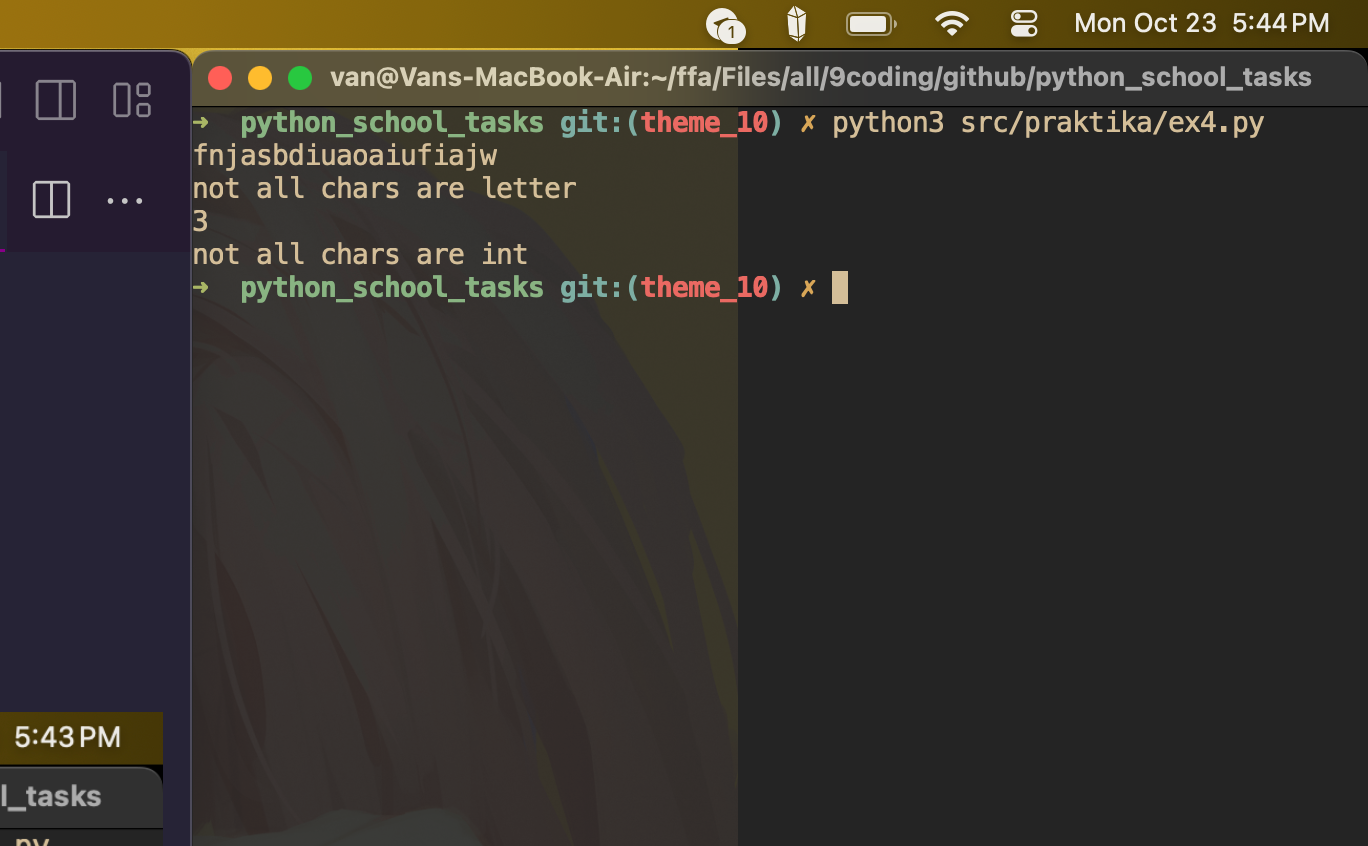 1
Mon Oct 23 5:44 PM
van@Vans-MacBook-Air:~/ffa/Files/all/9coding/github/python_school_tasks
➜ python_school_tasks git:(theme_10) ✗ python3 src/praktika/ex4.py
fnjasbdiuaoaiufiajw
not all chars are letter
3
not all chars are int
➜ python_school_tasks git:(theme_10) ✗
5:43 PM
l_tasks